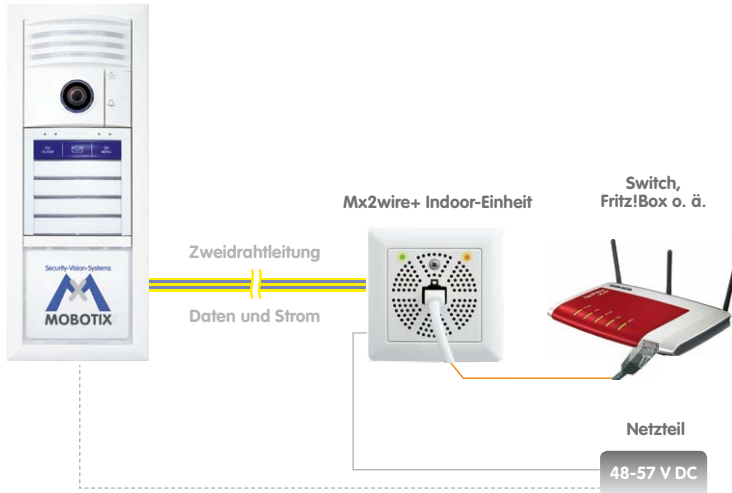 Switch,
Fritz!Box o. ä.
Mx2wire+ Indoor-Einheit
Zweidrahtleitung
Daten und Strom
Security-Vision-Systems
MOBOTIX
Netzteil
48-57 V DC